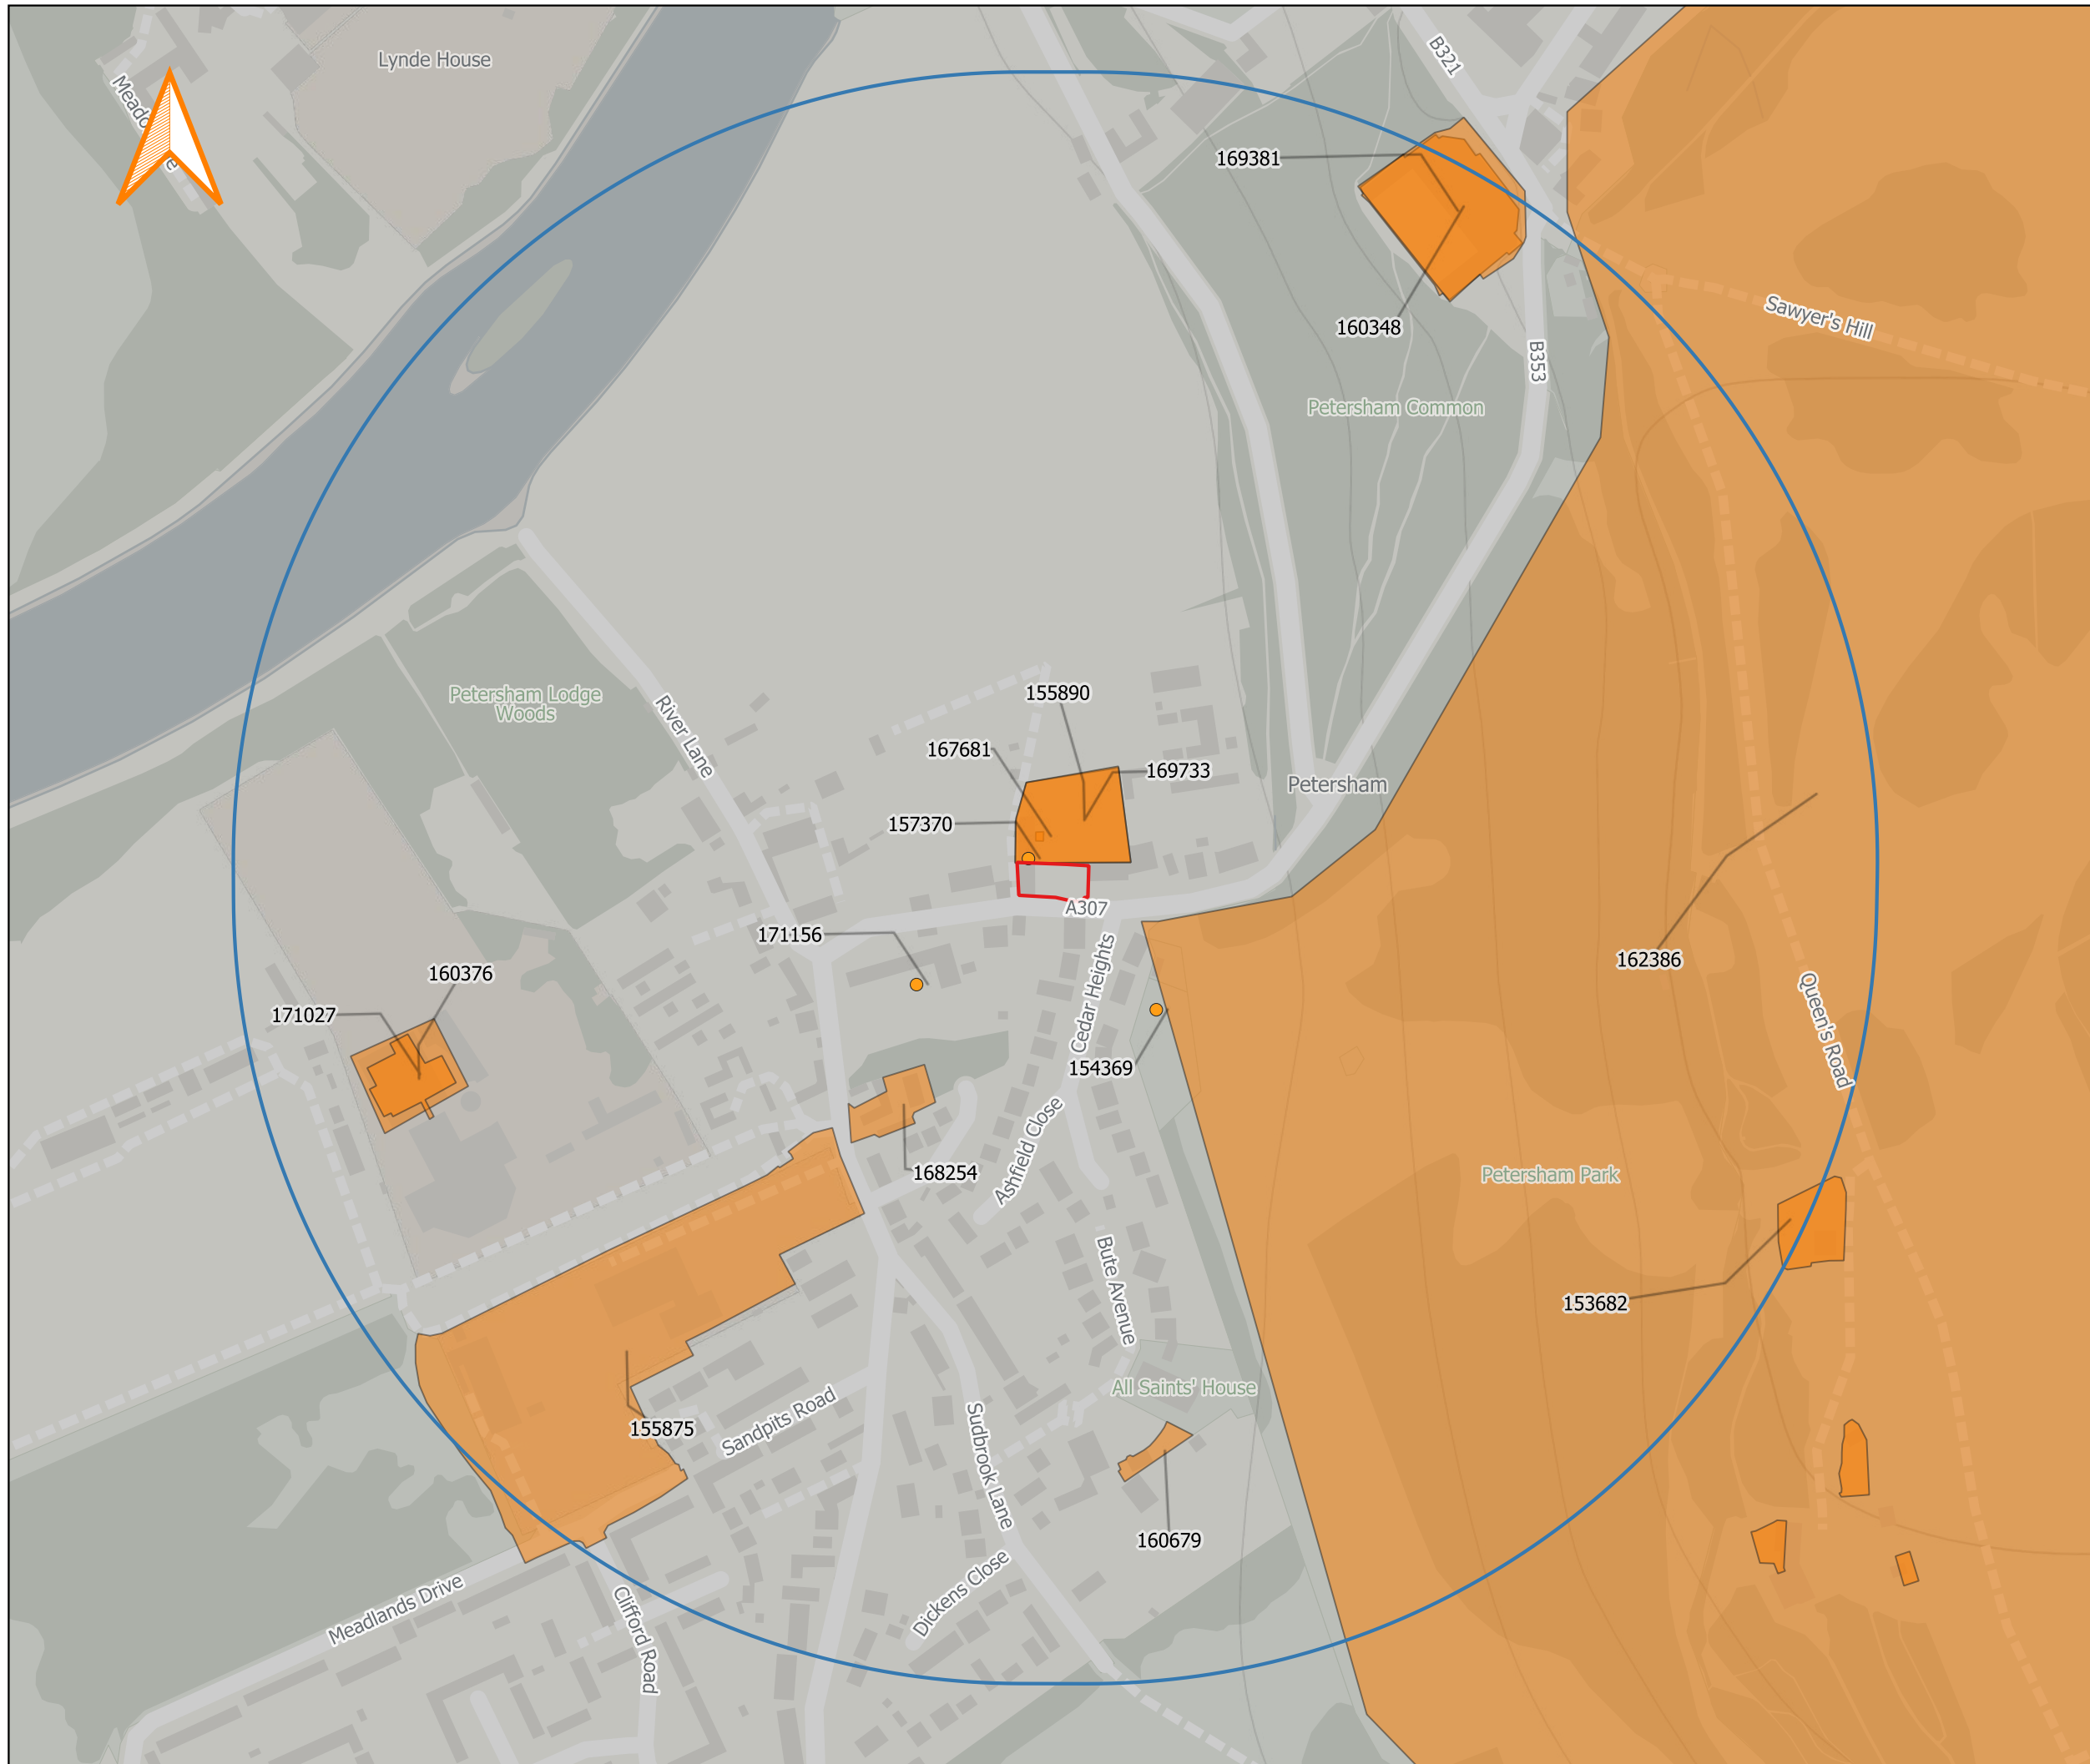 Lynde House
B321
169381
160348
B353
Sawyer's Hill
Petersham Common
Petersham Lodge
Woods
River Lane
155890
167681
169733
157370
Petersham
A307
171156
160376
171027
Cedar Heights
154369
162386
Queen's Road
Ashfield Close
168254
Petersham Park
Bute Avenue
153682
All Saints' House
155875
Sandpits Road
Sudbrook Lane
160679
Dickens Close
Meadlands Drive
Clifford Road